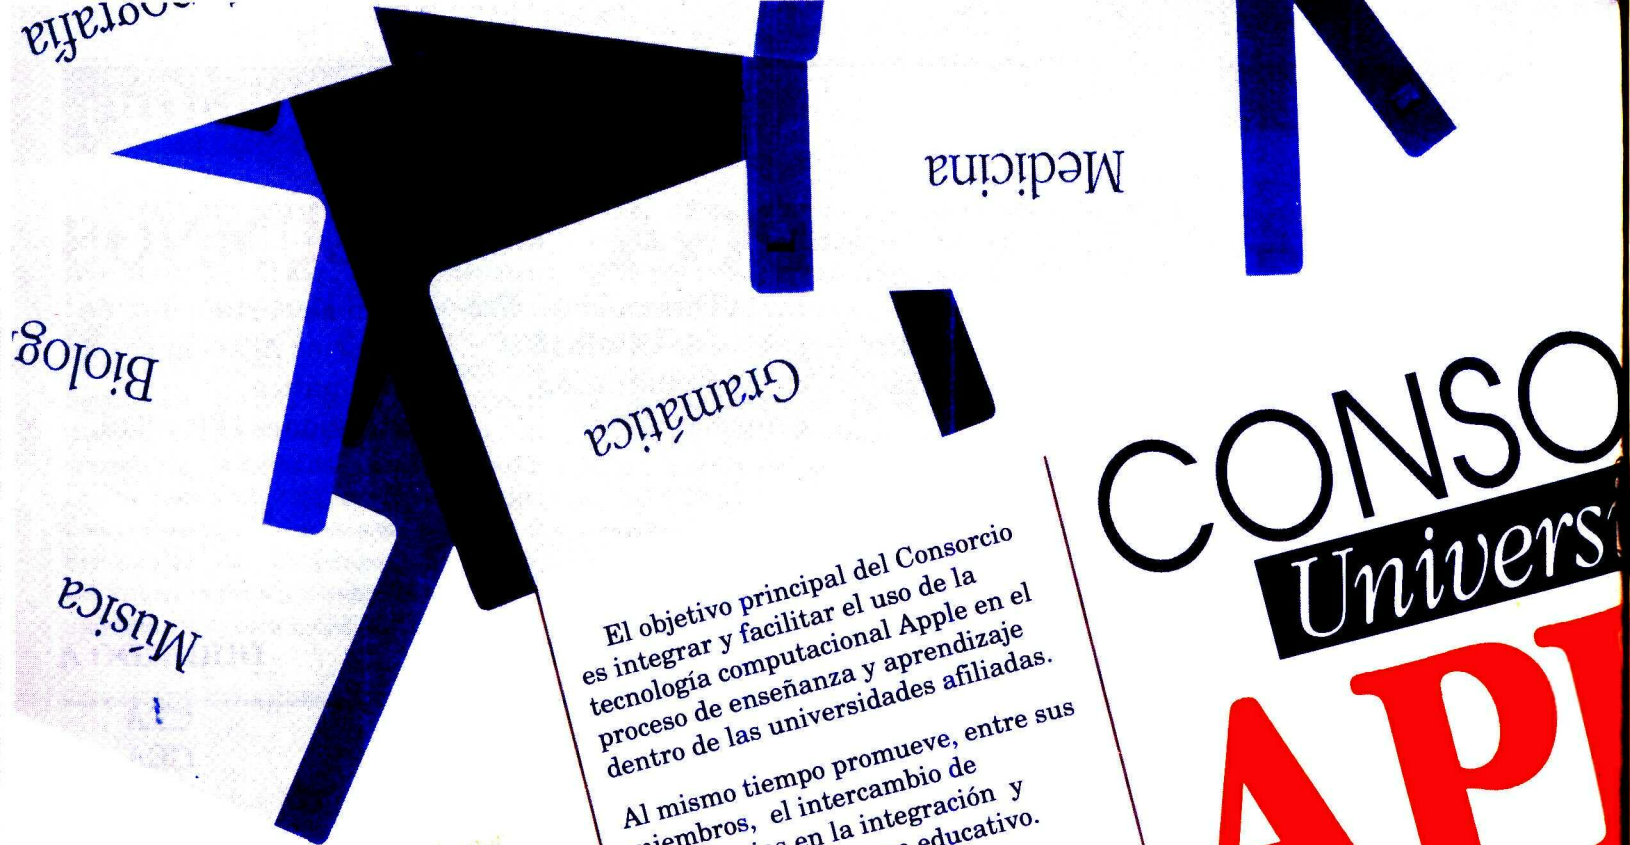 Medicina
Biolog
Gramática
Música
CONSO
Univers
El objetivo principal del Consorcio
es integrar y facilitar el uso de la
tecnología computacional Apple en el
proceso de enseñanza y aprendizaje
dentro de las universidades afiliadas.
Al mismo tiempo promueve, entre sus
miembros, el intercambio de
en la integración y
educativo.